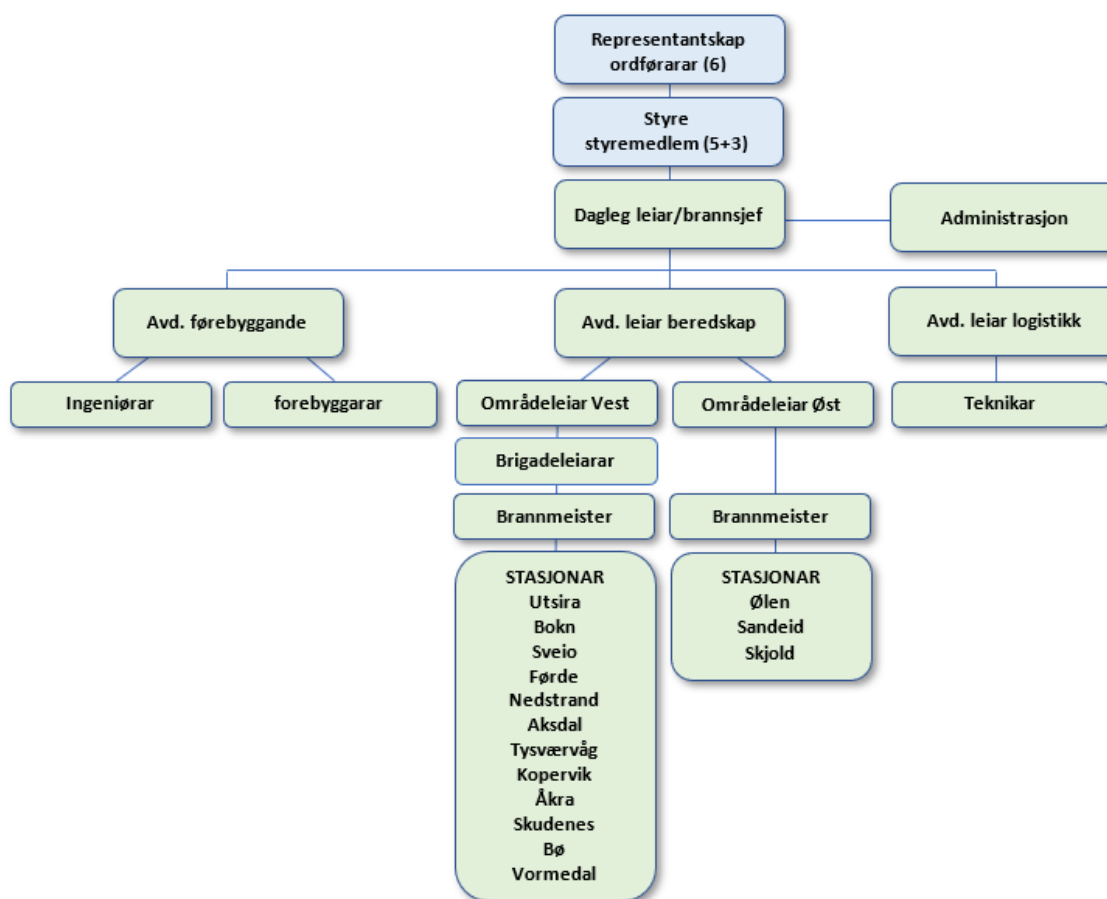 Representantskap
ordførarar (6)
Styre
styremedlem (5+3)
Dagleg leiar/brannsjef
Administrasjon
Avd. førebyggande
Avd. leiar beredskap
Avd. leiar logistikk
Ingeniørar
forebyggarar
Områdeleiar Vest
Områdeleiar Øst
Teknikar
Brigadeleiarar
Brannmeister
Brannmeister
STASJONAR
Utsira
Bokn
Sveio
Førde
Nedstrand
Aksdal
Tysværvåg
Kopervik
Åkra
Skudenes
Bø
Vormedal
STASJONAR
Ølen
Sandeid
Skjold